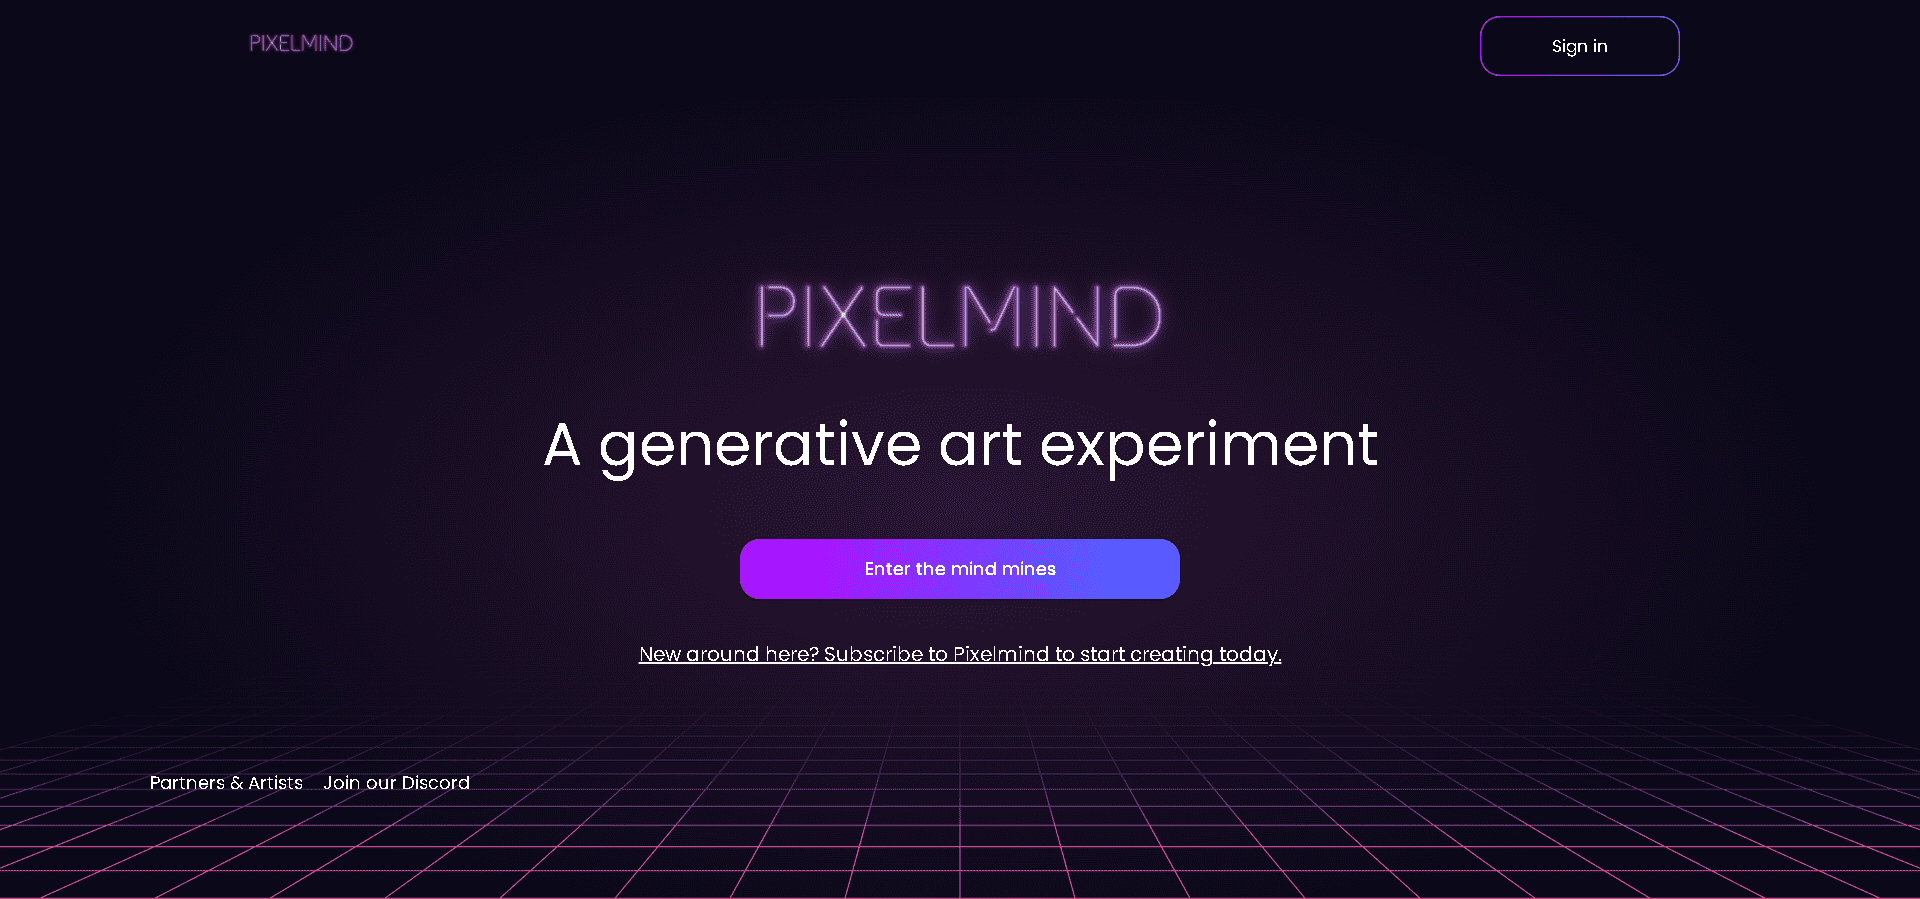 PIXELMIND
Sign in
PIXELMIND
A generative art experiment
Enter the mind mines
New around here? Subscribe to Pixelmind to start creating today.
Partners & Artists
Join our Discord